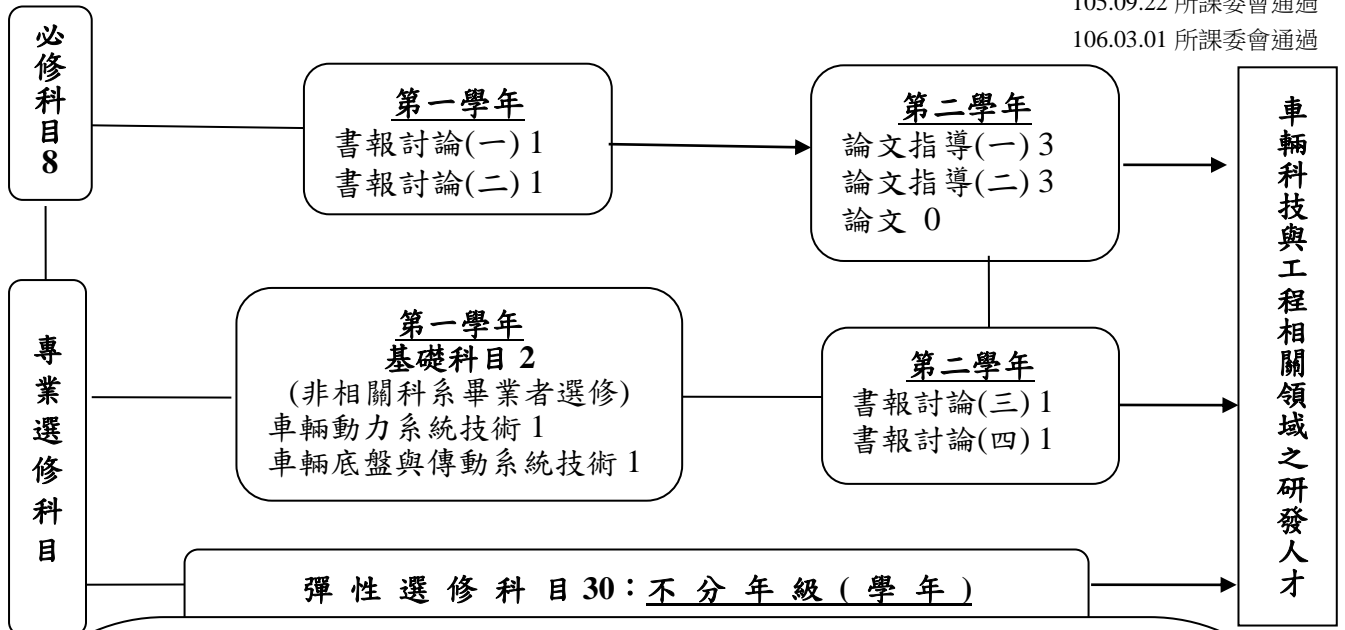 105.09.22 所課委會通過
106.03.01 所課委會通過
必修科目8
第一學年
書報討論(一) 1
書報討論(二) 1
第二學年
論文指導(一) 3
論文指導(二) 3
論文 0
車輛科技與工程相關領域之研發人才
專業選修科目
第一學年
基礎科目 2
(非相關科系畢業者選修)
車輛動力系統技術 1
車輛底盤與傳動系統技術 1
第二學年
書報討論(三) 1
書報討論(四) 1
彈性選修科目30：不分年級(學年)